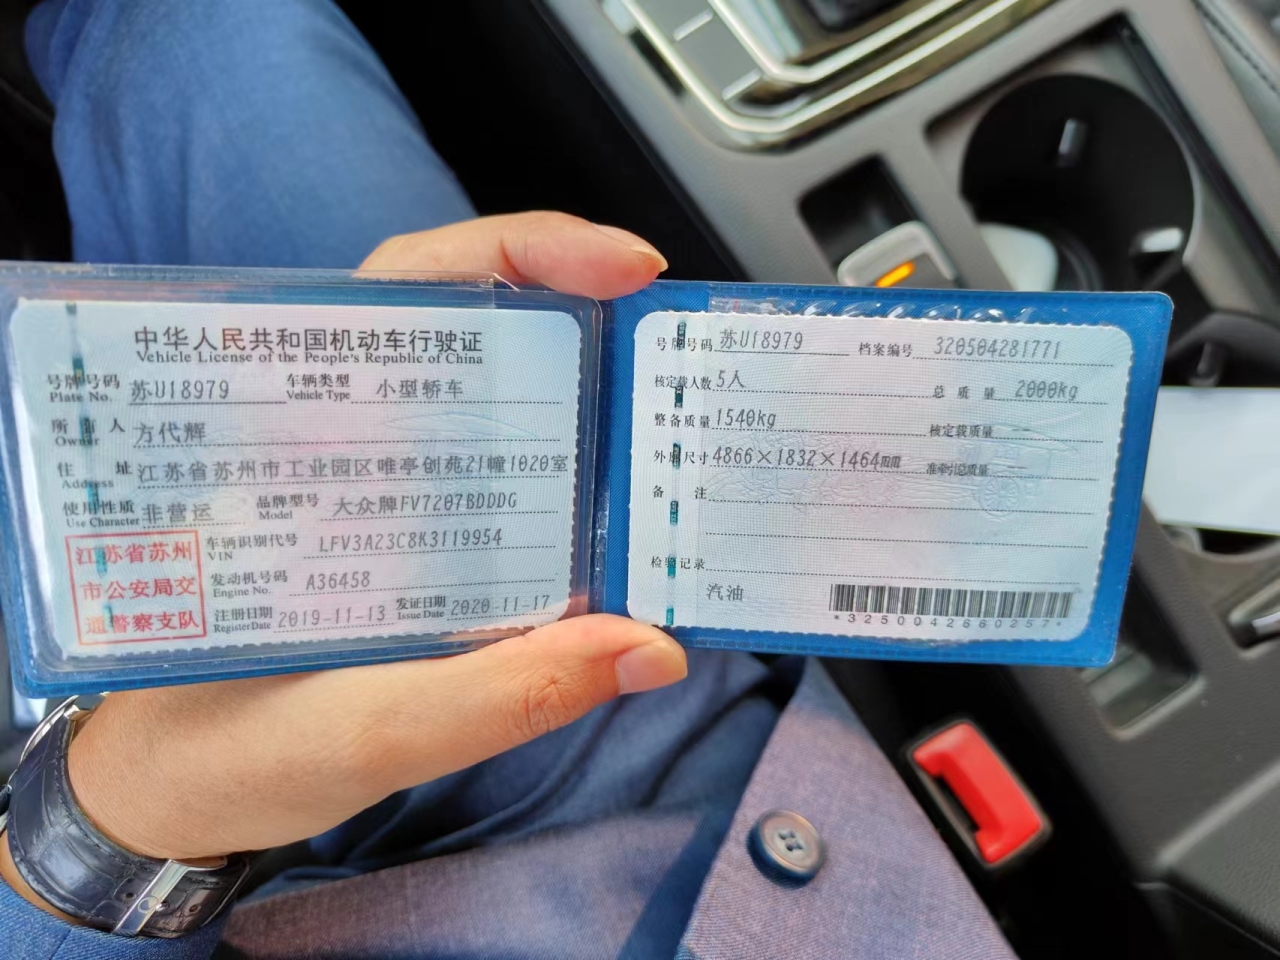 中华人民共和国机动车行驶证
Vehicle License of the People's Republic of China
号牌号码 苏U18979 车辆类型 小型轿车
Plate No. Vehicle Type
所有人 方代辉
Owner
住址 江苏省苏州市工业园区唯亭创苑21幢1020室
Address
使用性质 非营运 品牌型号 大众牌FV7207BDDDG
Use Character Model
江苏省苏州
市公安局交
通警察支队
车辆识别代号 LFV3A23C8K3119954
VIN
发动机号码 A36458
Engine No.
注册日期 2019-11-13 发证日期 2020-11-17
Register Date Issue Date
号牌号码 苏U18979 档案编号 320504281771
核定载人数 5人 总质量 2000kg
整备质量 1540kg 核定载质量 --
外廓尺寸 4866×1832×1464mm 准牵引总质量 --
备注
检验记录
汽油
*3250042660257*